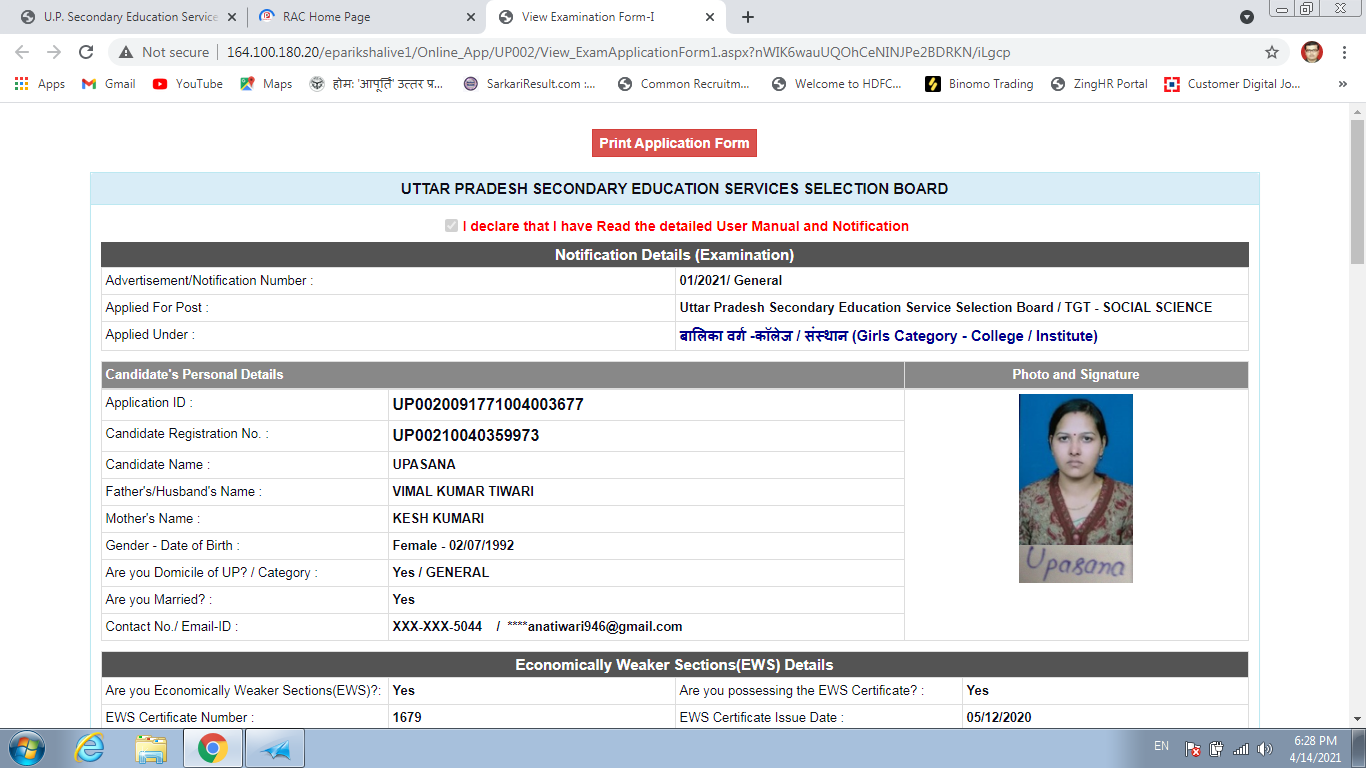 U.P. Secondary Education Service
RAC Home Page
View Examination Form-I
Not secure
164.100.180.20/eparikshalive1/Online_App/UP002/View_ExamApplicationForm1.aspx?nWIK6wauUQOhCeNINJPe2BDRKN/iLgcp
Apps
Gmail
YouTube
Maps
होमः 'आपूर्ति' उत्तर प्र...
SarkariResult.com :...
Common Recruitm...
Welcome to HDFC...
Binomo Trading
ZingHR Portal
Customer Digital Jo...
Print Application Form
UTTAR PRADESH SECONDARY EDUCATION SERVICES SELECTION BOARD
I declare that I have Read the detailed User Manual and Notification
Notification Details (Examination)
Advertisement/Notification Number : 01/2021/ General
Applied For Post : Uttar Pradesh Secondary Education Service Selection Board / TGT - SOCIAL SCIENCE
Applied Under : बालिका वर्ग -कॉलेज / संस्थान (Girls Category - College / Institute)
Candidate's Personal Details
Photo and Signature
Application ID : UP0020091771004003677
Candidate Registration No. : UP00210040359973
Candidate Name : UPASANA
Father's/Husband's Name : VIMAL KUMAR TIWARI
Mother's Name : KESH KUMARI
Gender - Date of Birth : Female - 02/07/1992
Are you Domicile of UP? / Category : Yes / GENERAL
Are you Married? : Yes
Contact No./ Email-ID : XXX-XXX-5044 / ****anatiwari946@gmail.com
Upasana
Economically Weaker Sections(EWS) Details
Are you Economically Weaker Sections(EWS)?: Yes Are you possessing the EWS Certificate? : Yes
EWS Certificate Number : 1679 EWS Certificate Issue Date : 05/12/2020
EN
6:28 PM
4/14/2021